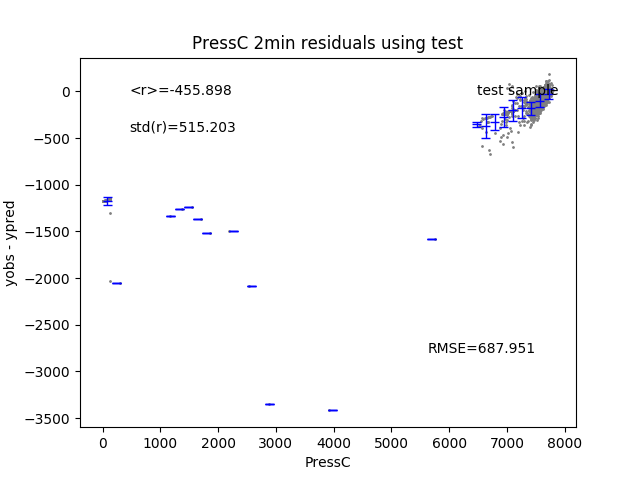 PressC 2min residuals using test
<r>=-455.898
test sample
std(r)=515.203
RMSE=687.951
yobs - ypred
0
−500
−1000
−1500
−2000
−2500
−3000
−3500
0 1000 2000 3000 4000 5000 6000 7000 8000
PressC